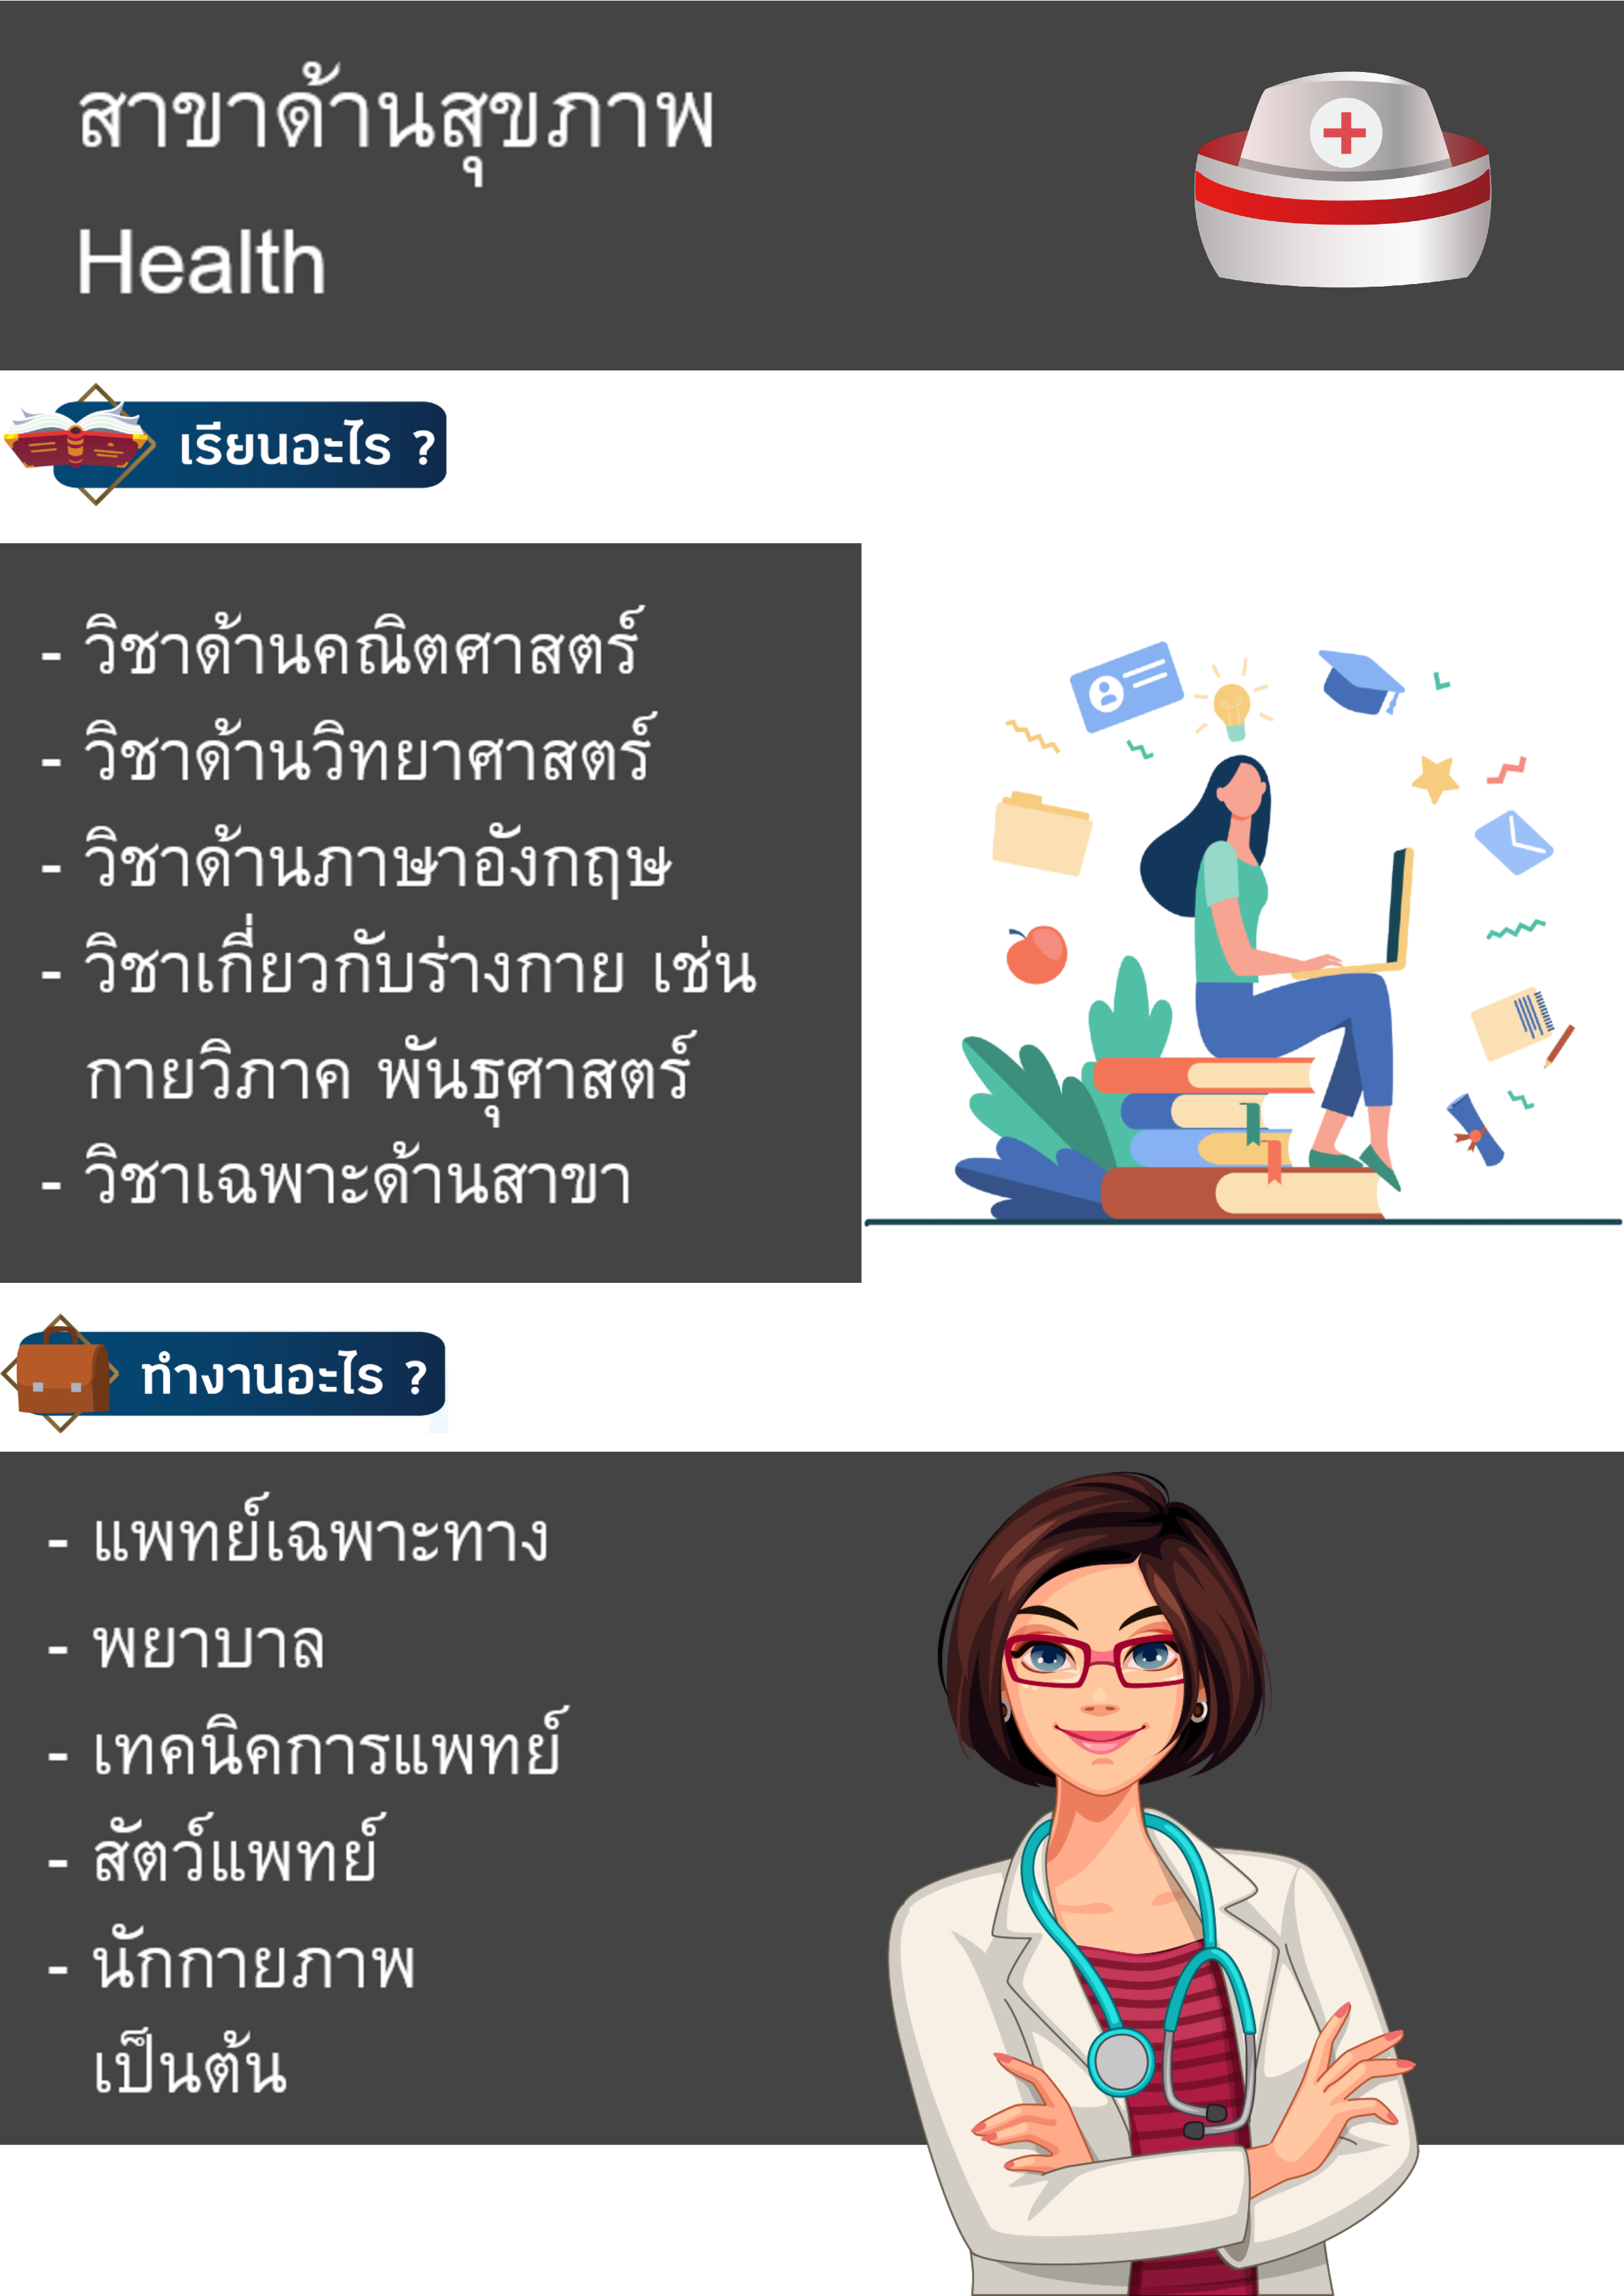 สาขาด้านสุขภาพ
Health
เรียนอะไร ?
- วิชาด้านคณิตศาสตร์
- วิชาด้านวิทยาศาสตร์
- วิชาด้านภาษาอังกฤษ
- วิชาเกี่ยวกับร่างกาย เช่น
กายวิภาค พันธุศาสตร์
- วิชาเฉพาะด้านสาขา
ทำงานอะไร ?
- แพทย์เฉพาะทาง
- พยาบาล
- เทคนิคการแพทย์
- สัตว์แพทย์
- นักกายภาพ
เป็นต้น